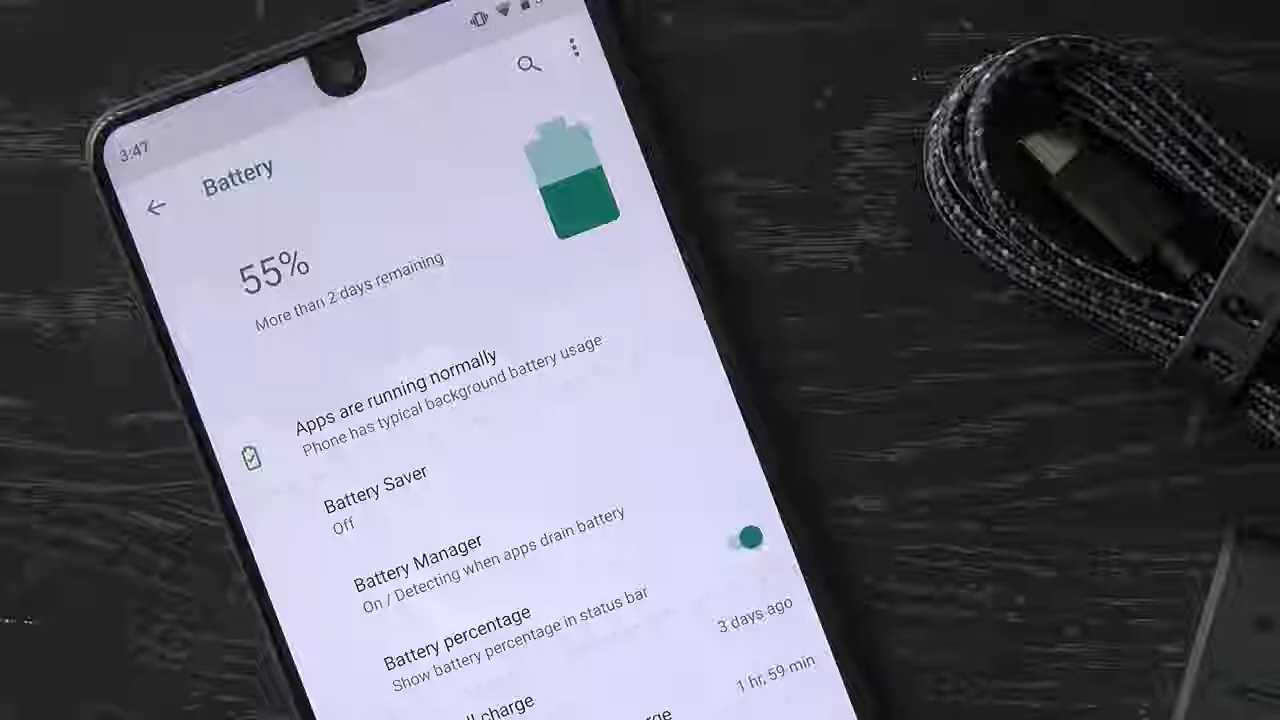 3:47
Battery
55%
More than 2 days remaining
Apps are running normally
Phone has typical background battery usage
Battery Saver
Off
Battery Manager
On / Detecting when apps drain battery
Battery percentage
Show battery percentage in status bar
charge
3 days ago
1 hr, 59 min